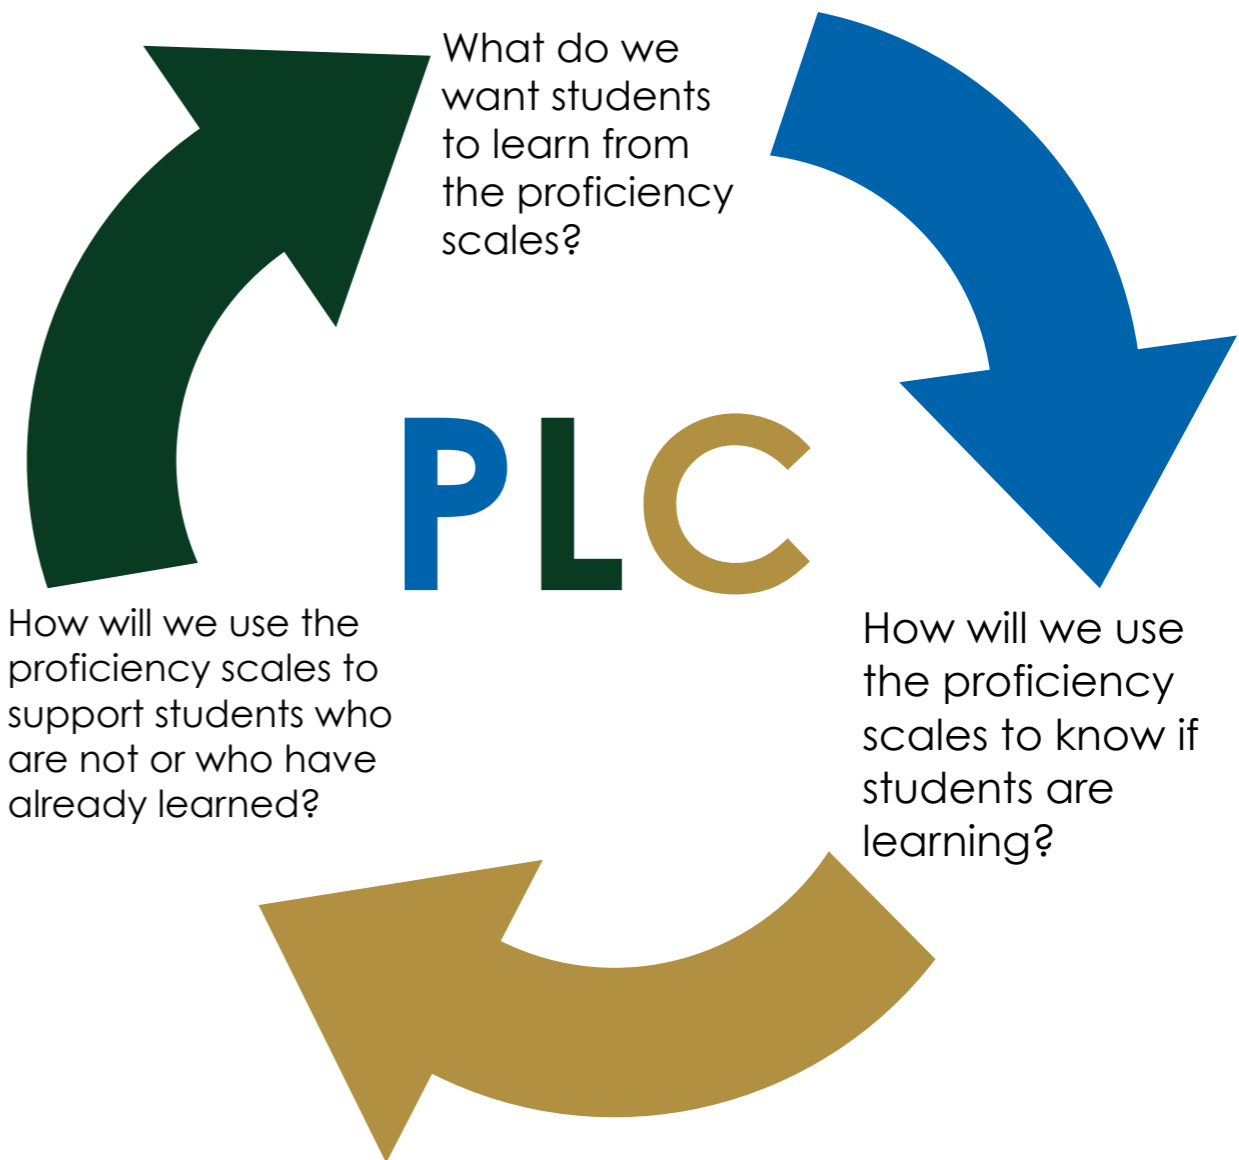 What do we
want students
to learn from
the proficiency
scales?
PLC
How will we use
the proficiency
scales to know if
students are
learning?
How will we use the
proficiency scales to
support students who
are not or who have
already learned?